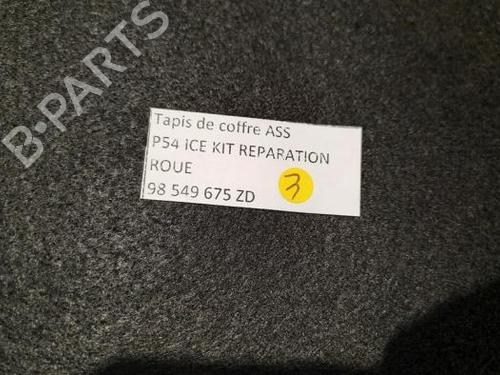 B-PARTS
Tapis de coffre ASS
P54 ICE KIT REPARATION
ROUE
98 549 675 ZD
3